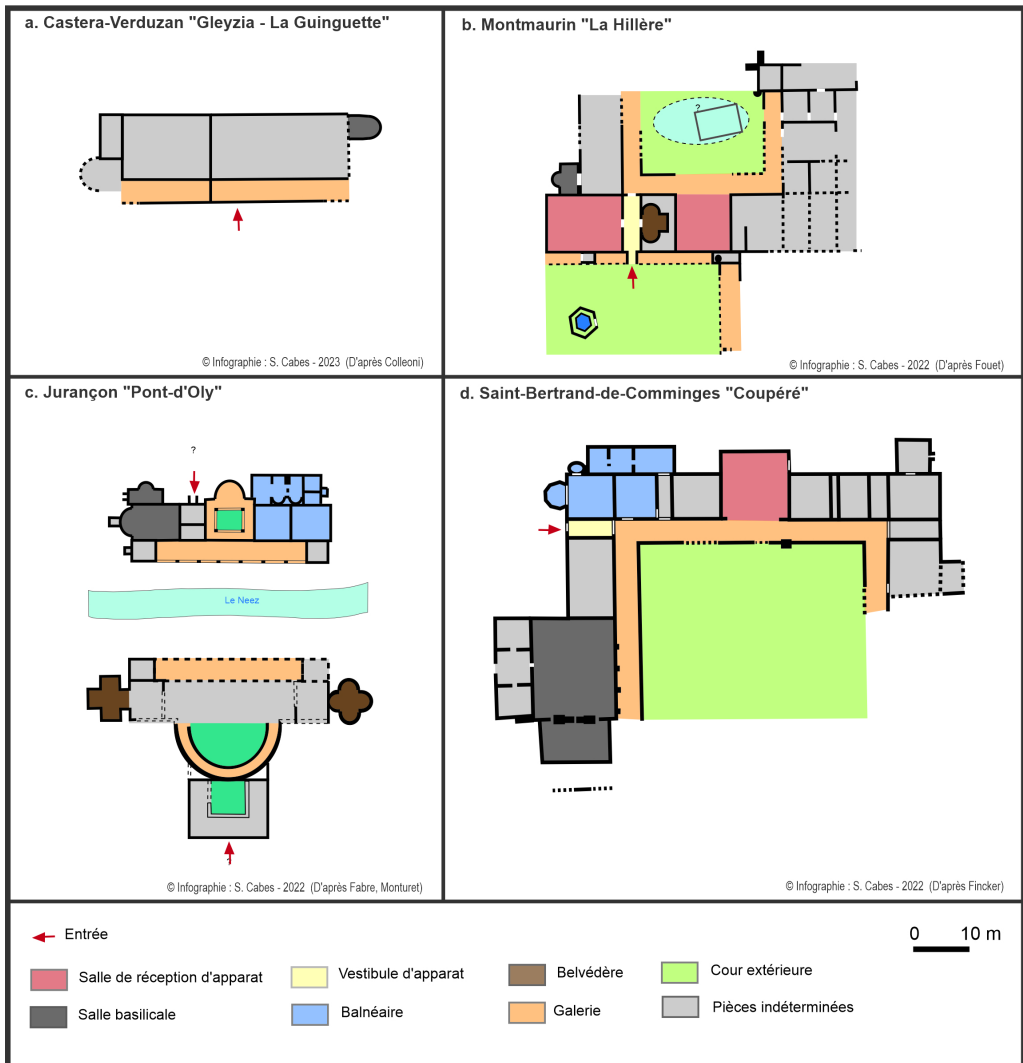 a. Castera-Verduzan "Gleyzia - La Guinguette"
© Infographie : S. Cabes - 2023 (D'après Colleoni)
b. Montmaurin "La Hillère"
?
© Infographie : S. Cabes - 2022 (D'après Fouet)
c. Jurançon "Pont-d'Oly"
?
Le Neez
?
© Infographie : S. Cabes - 2022 (D'après Fabre, Monturet)
d. Saint-Bertrand-de-Comminges "Coupéré"
© Infographie : S. Cabes - 2022 (D'après Fincker)
Entrée
0 10 m
Salle de réception d'apparat
Vestibule d'apparat
Belvédère
Cour extérieure
Salle basilicale
Balnéaire
Galerie
Pièces indéterminées